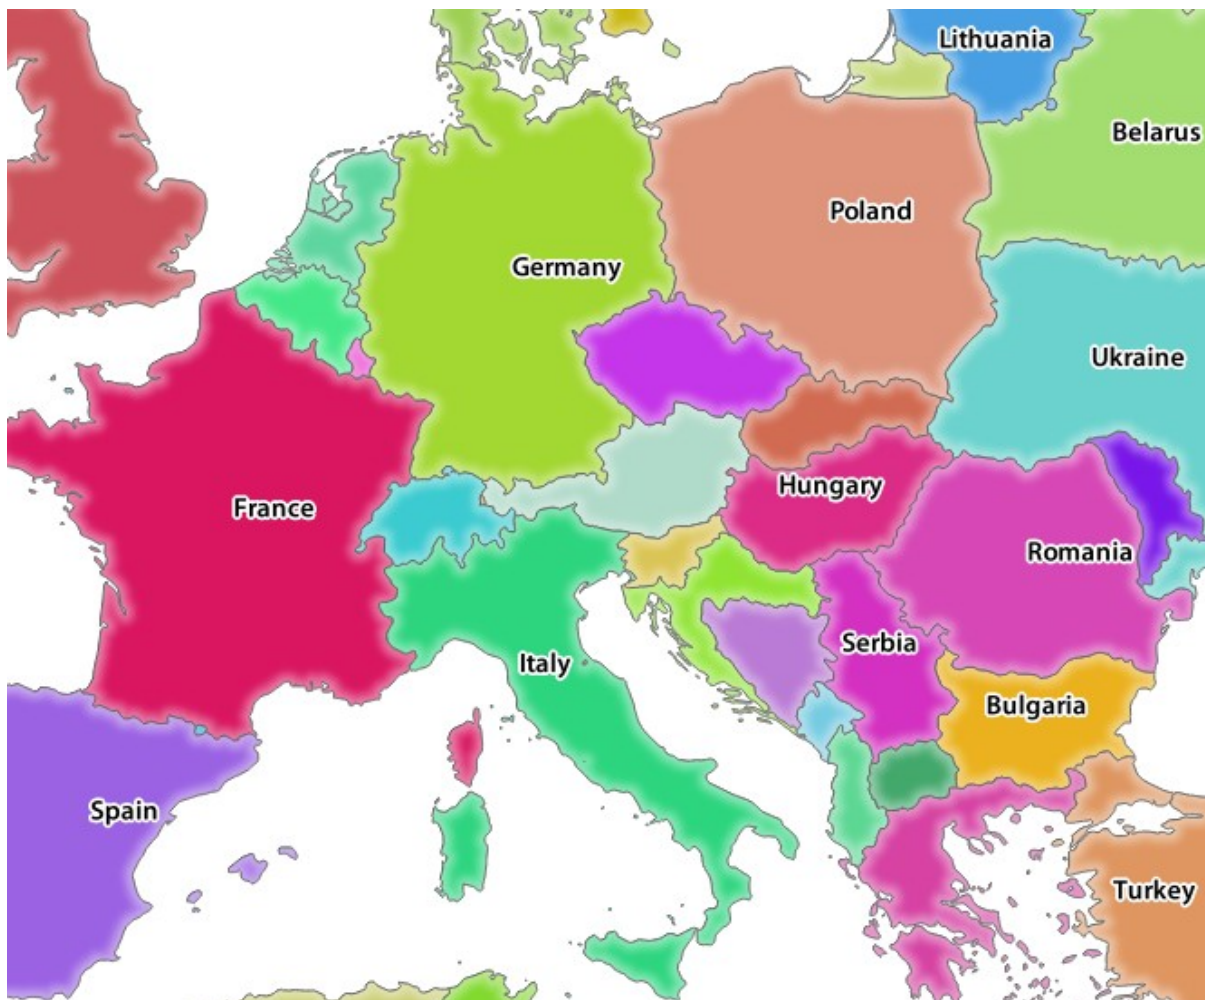 Lithuania
Belarus
Poland
Germany
Ukraine
Hungary
France
Romania
Serbia
Italy
Bulgaria
Spain
Turkey